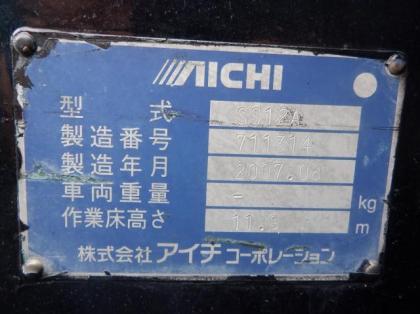 AICHI
型式 SS12A
製造番号 711714
製造年月 2007.03
車両重量 - kg
作業床高さ 11. m
株式会社 アイチ コーポレーション